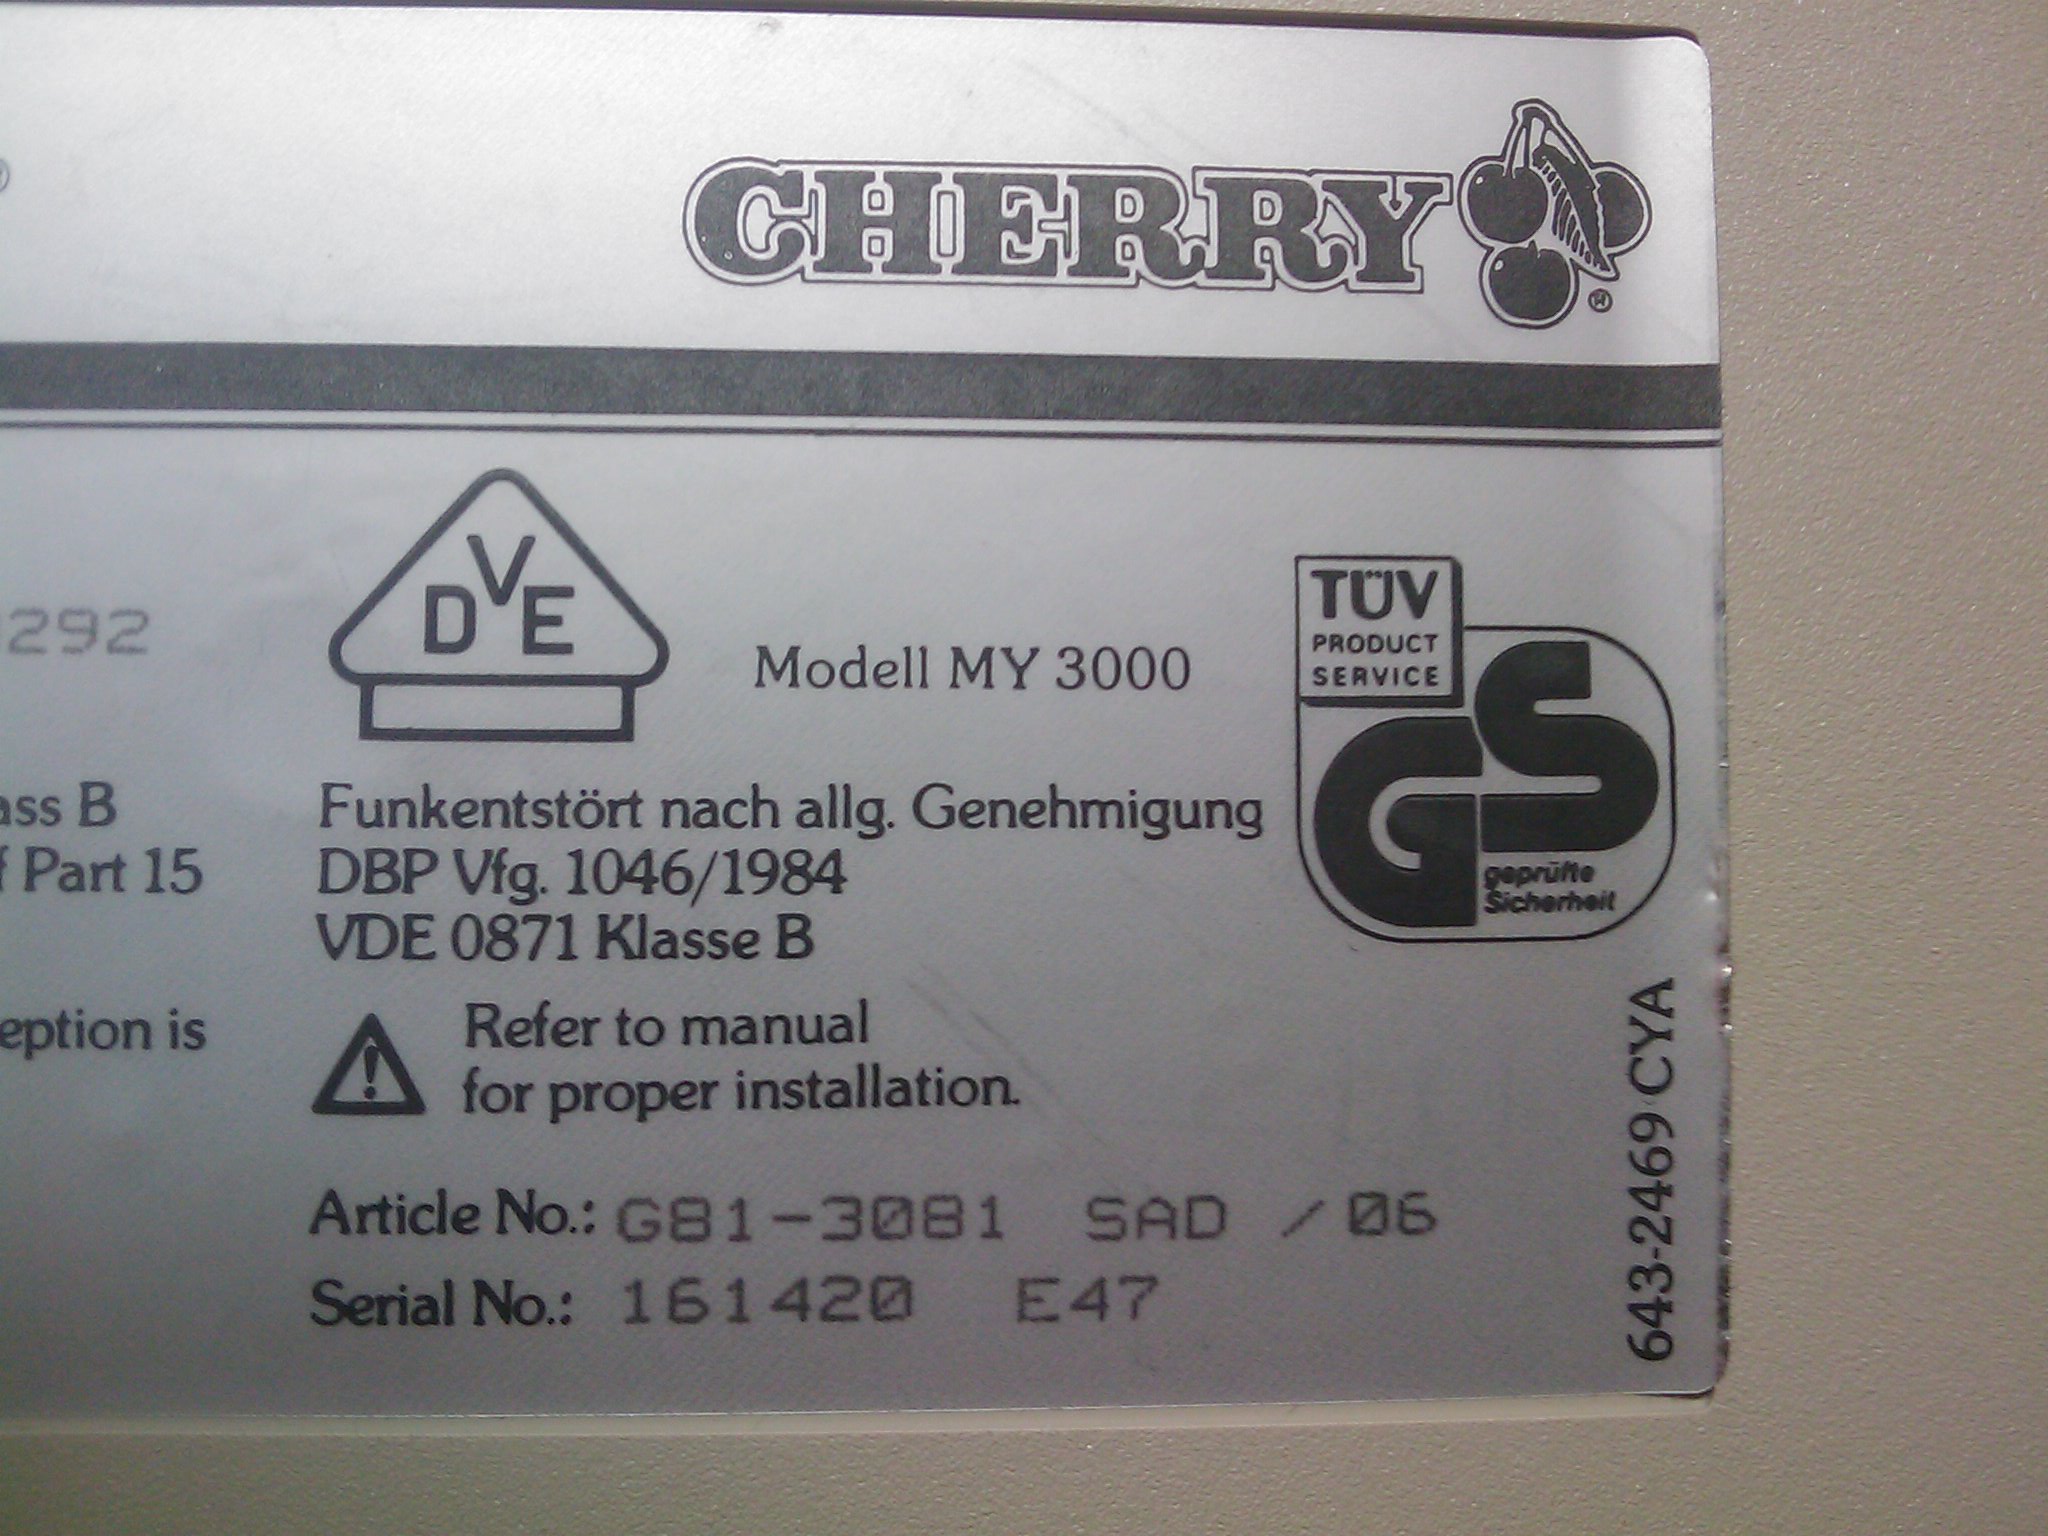 CHERRY
®
®
VDE
Modell MY 3000
TÜV
PRODUCT
SERVICE
GS
geprüfte
Sicherheit
292
ass B
f Part 15
eption is
Funkentstört nach allg. Genehmigung
DBP Vfg. 1046/1984
VDE 0871 Klasse B
Refer to manual
for proper installation.
Article No.: G81-3081 SAD /06
Serial No.: 161420 E47
643-2469 CYA